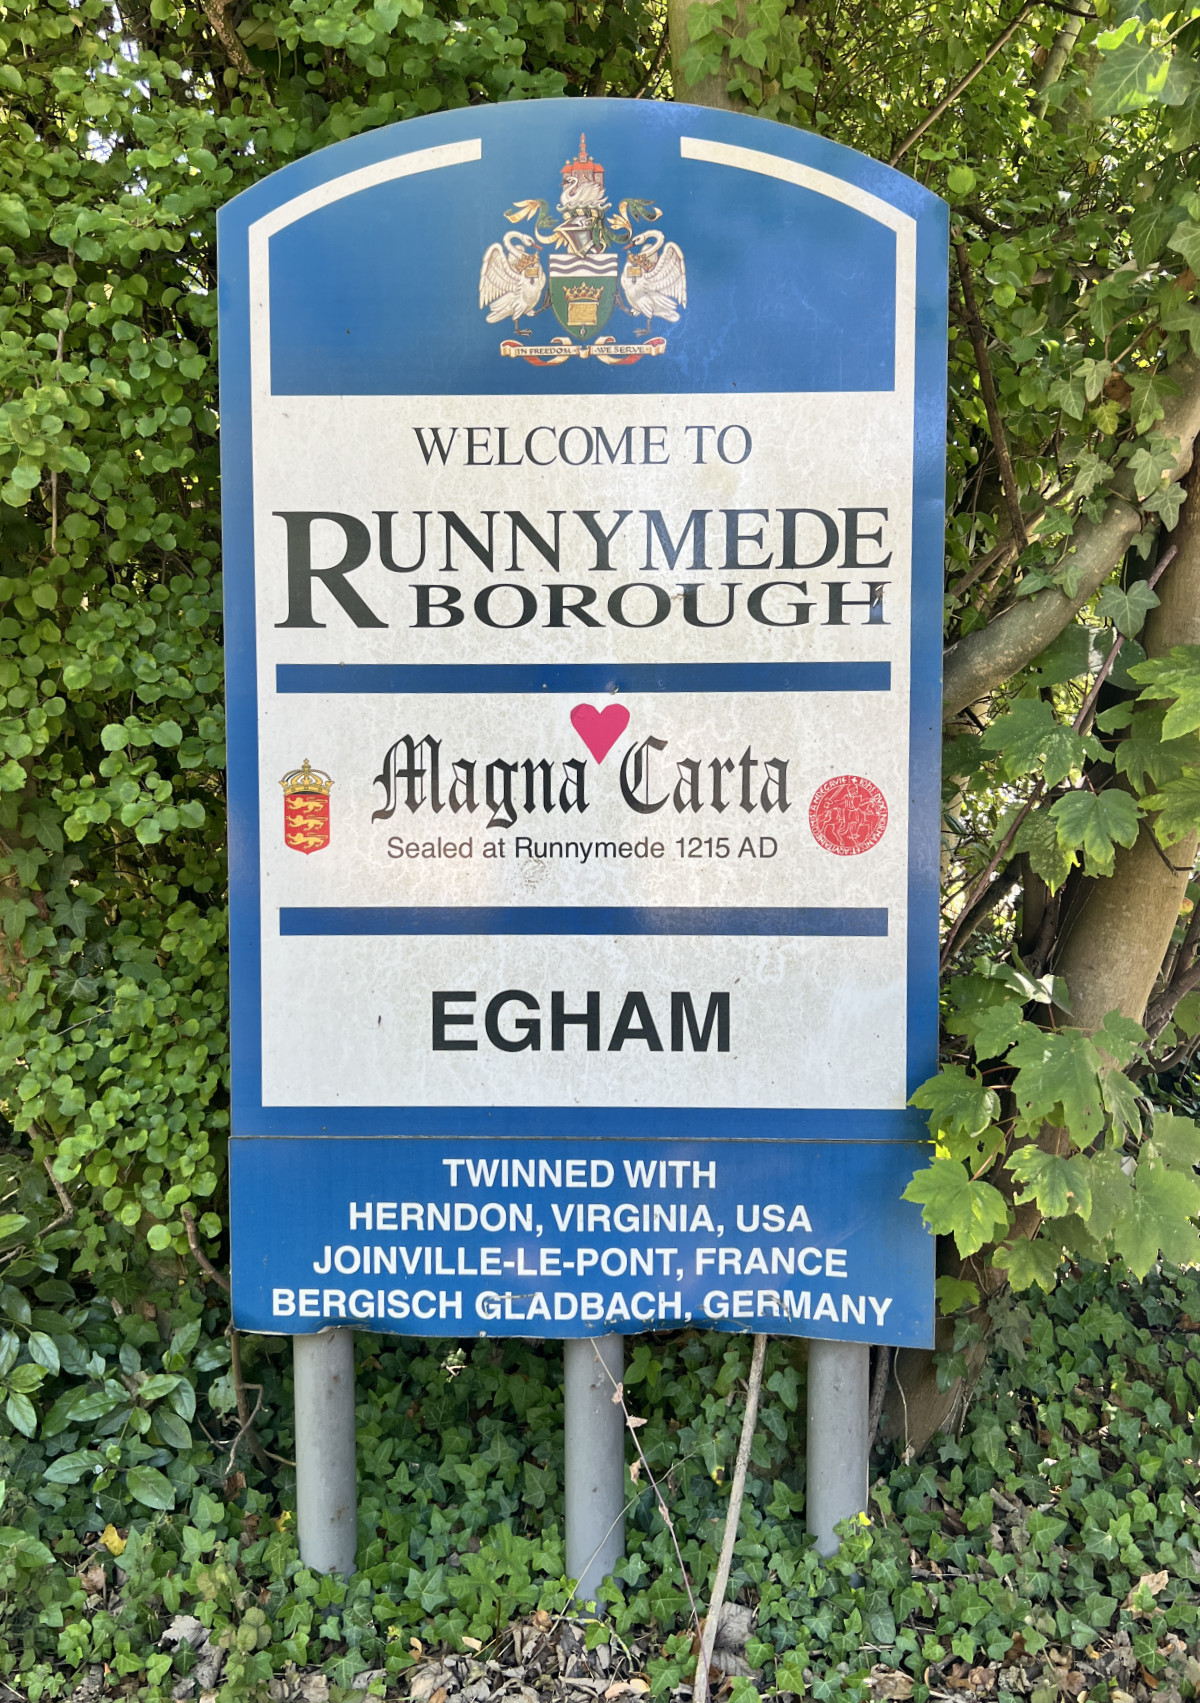 IN FREEDOM WE SERVE
WELCOME TO
RUNNYMEDE
BOROUGH
Magna Carta
Sealed at Runnymede 1215 AD
EGHAM
TWINNED WITH
HERNDON, VIRGINIA, USA
JOINVILLE-LE-PONT, FRANCE
BERGISCH GLADBACH, GERMANY